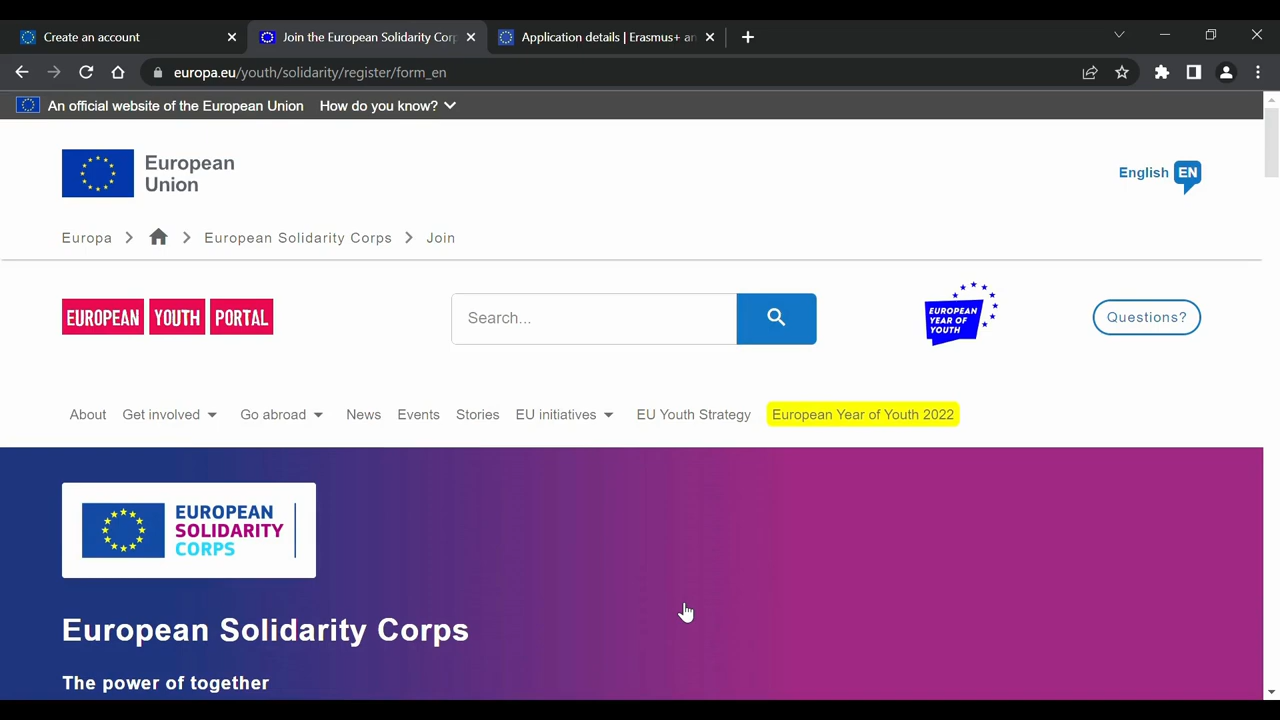 Create an account
Join the European Solidarity Corp
Application details | Erasmus+ an
europa.eu/youth/solidarity/register/form_en
An official website of the European Union How do you know?
European
Union
English EN
Europa European Solidarity Corps Join
EUROPEAN YOUTH PORTAL
Search...
EUROPEAN
YEAR OF
YOUTH
Questions?
About Get involved Go abroad News Events Stories EU initiatives EU Youth Strategy European Year of Youth 2022
EUROPEAN
SOLIDARITY
CORPS
European Solidarity Corps
The power of together